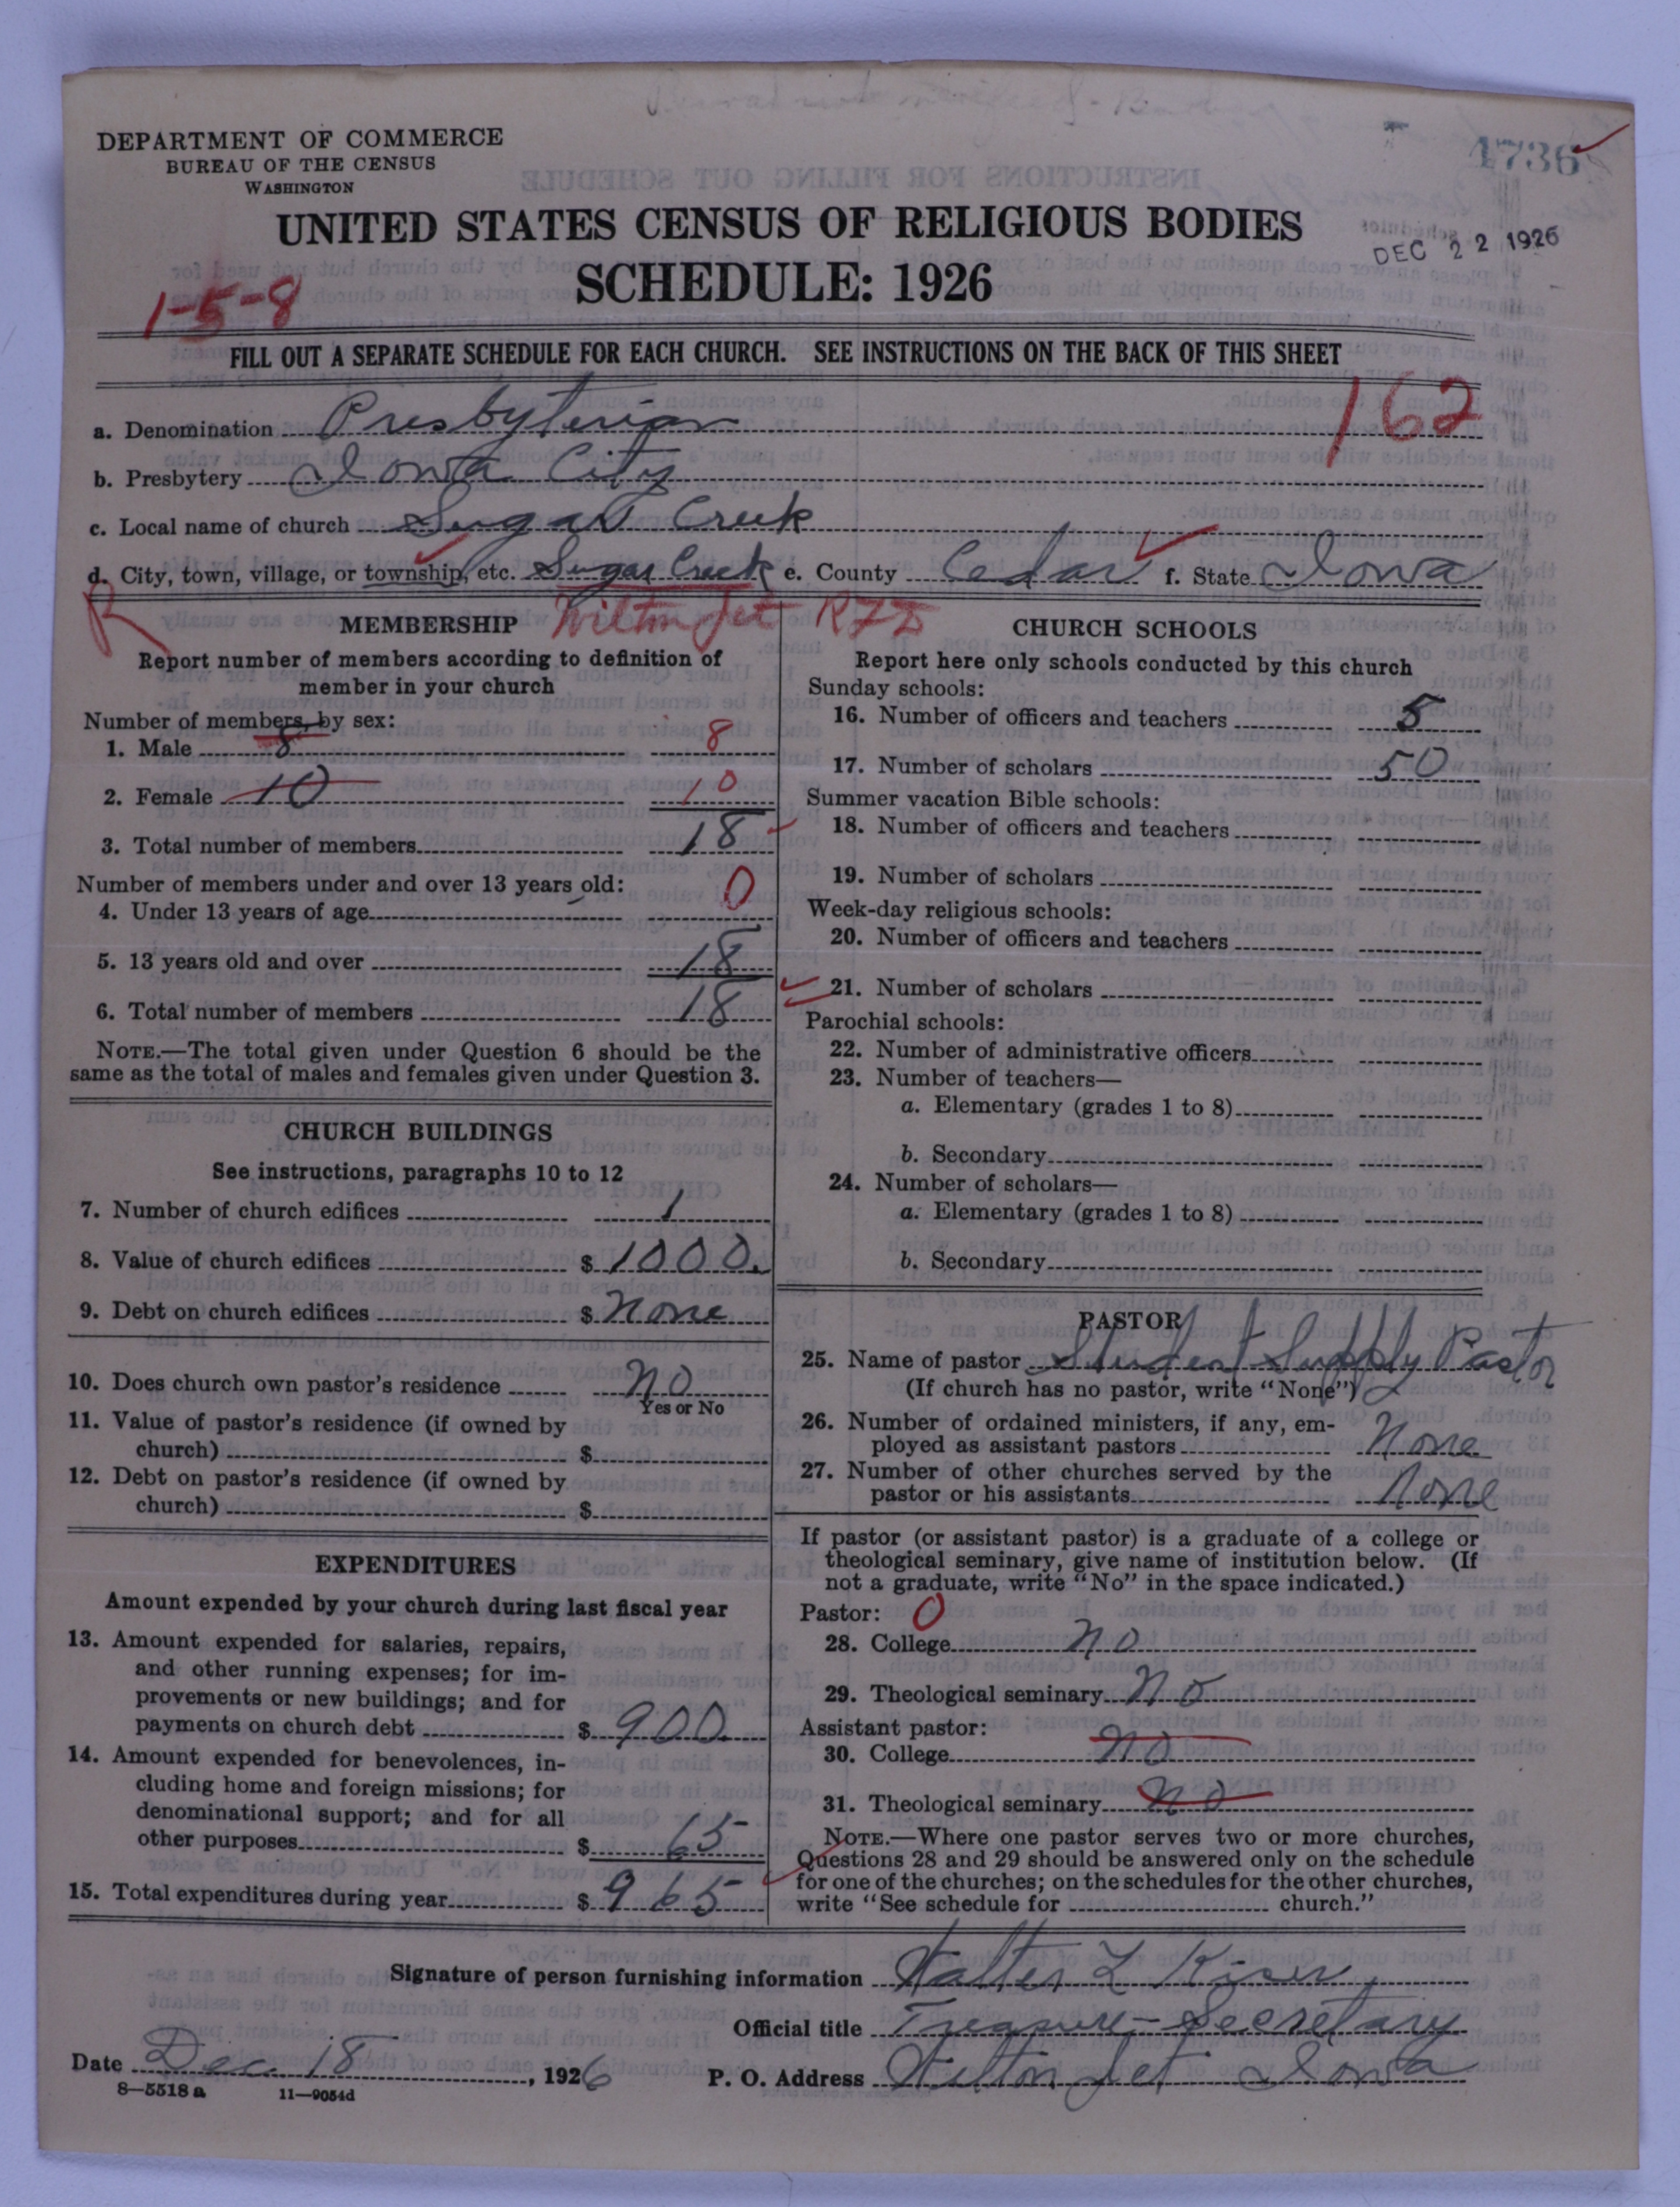 4736
DEPARTMENT OF COMMERCE
BUREAU OF THE CENSUS
WASHINGTON
UNITED STATES CENSUS OF RELIGIOUS BODIES
SCHEDULE: 1926
DEC 22 1926
1-5-8
FILL OUT A SEPARATE SCHEDULE FOR EACH CHURCH. SEE INSTRUCTIONS ON THE BACK OF THIS SHEET
162
a. Denomination Presbyterian
b. Presbytery Iowa City
c. Local name of church Sugar Creek
d. City, town, village, or township, etc. Sugar Creek e. County Cedar f. State Iowa
R Wilton Jct RFD
MEMBERSHIP
Report number of members according to definition of
member in your church
Number of members, by sex:
1. Male 8 8
2. Female 10 10
3. Total number of members 18
Number of members under and over 13 years old:
4. Under 13 years of age 0
5. 13 years old and over 18
6. Total number of members 18
NOTE.—The total given under Question 6 should be the
same as the total of males and females given under Question 3.
CHURCH BUILDINGS
See instructions, paragraphs 10 to 12
7. Number of church edifices 1
8. Value of church edifices $ 1000.
9. Debt on church edifices $ None
10. Does church own pastor's residence No
Yes or No
11. Value of pastor's residence (if owned by
church) $
12. Debt on pastor's residence (if owned by
church) $
EXPENDITURES
Amount expended by your church during last fiscal year
13. Amount expended for salaries, repairs,
and other running expenses; for im-
provements or new buildings; and for
payments on church debt $ 900.
14. Amount expended for benevolences, in-
cluding home and foreign missions; for
denominational support; and for all
other purposes $ 65
15. Total expenditures during year $ 965
CHURCH SCHOOLS
Report here only schools conducted by this church
Sunday schools:
16. Number of officers and teachers 5
17. Number of scholars 50
Summer vacation Bible schools:
18. Number of officers and teachers
19. Number of scholars
Week-day religious schools:
20. Number of officers and teachers
21. Number of scholars
Parochial schools:
22. Number of administrative officers
23. Number of teachers—
a. Elementary (grades 1 to 8)
b. Secondary
24. Number of scholars—
a. Elementary (grades 1 to 8)
b. Secondary
PASTOR
25. Name of pastor Student Supply Pastor
(If church has no pastor, write "None")
26. Number of ordained ministers, if any, em-
ployed as assistant pastors None
27. Number of other churches served by the
pastor or his assistants None
If pastor (or assistant pastor) is a graduate of a college or
theological seminary, give name of institution below. (If
not a graduate, write "No" in the space indicated.)
Pastor: 0
28. College No
29. Theological seminary No
Assistant pastor:
30. College No
31. Theological seminary No
NOTE.—Where one pastor serves two or more churches,
Questions 28 and 29 should be answered only on the schedule
for one of the churches; on the schedules for the other churches,
write "See schedule for church."
Signature of person furnishing information Walter L Kiser
Official title Treasure-Secretary
Date Dec. 18, 1926 P. O. Address Wilton Jct Iowa
8—5518a 11—9054d